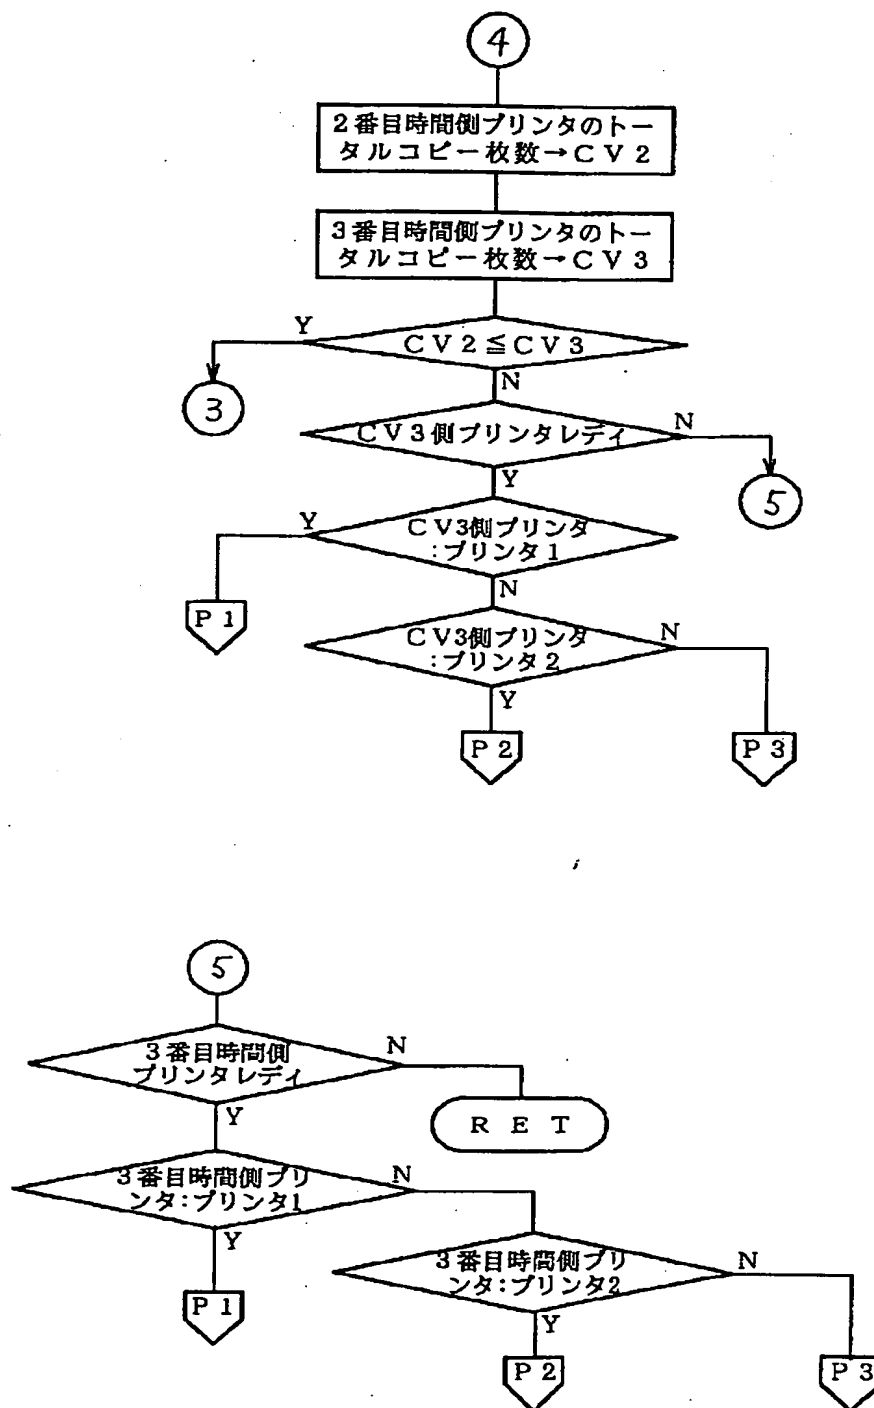 4
2番目時間側プリンタのトー
タルコピー枚数→CV2
3番目時間側プリンタのトー
タルコピー枚数→CV3
Y
CV2≦CV3
N
3
CV3側プリンタレディ
N
Y
5
Y
CV3側プリンタ
:プリンタ1
N
P1
CV3側プリンタ
:プリンタ2
N
Y
P2
P3
5
3番目時間側
プリンタレディ
N
Y
RET
3番目時間側プリ
ンタ:プリンタ1
N
Y
3番目時間側プリ
ンタ:プリンタ2
N
P1
Y
P2
P3